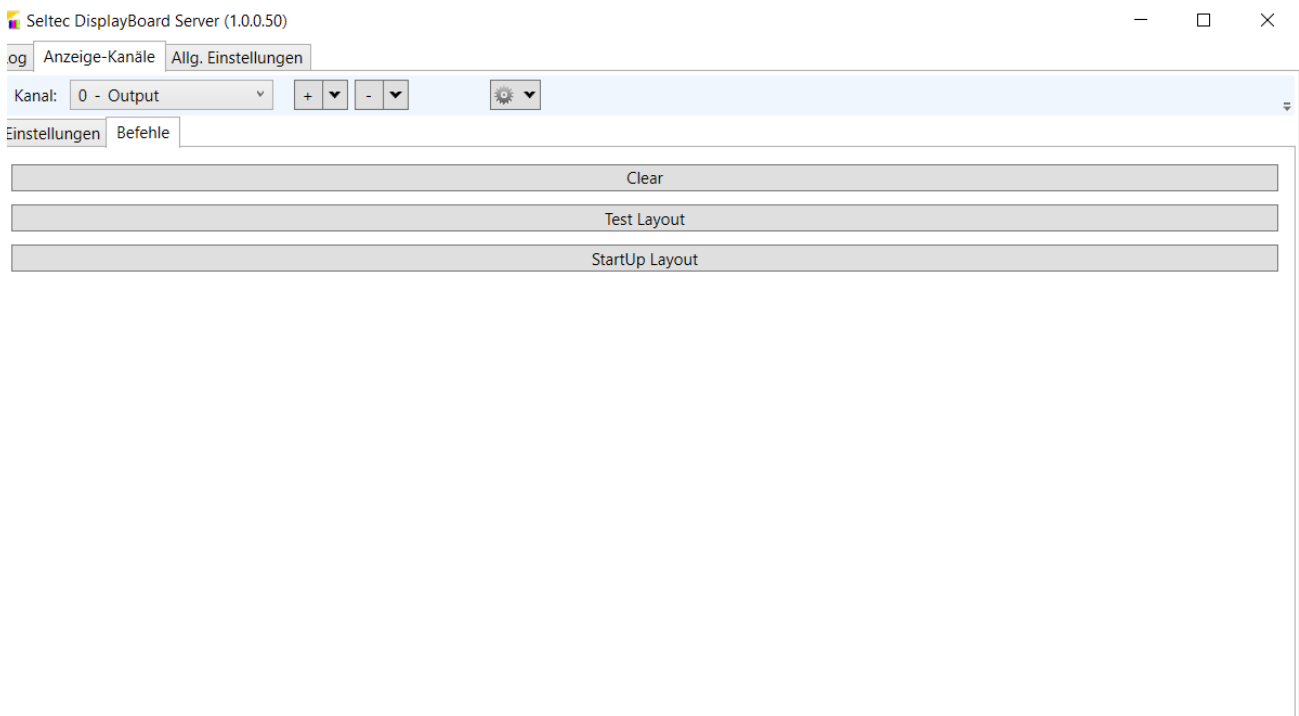 Seltec DisplayBoard Server (1.0.0.50)
og Anzeige-Kanäle Allg. Einstellungen
Kanal: 0 - Output + -
Einstellungen Befehle
Clear
Test Layout
StartUp Layout